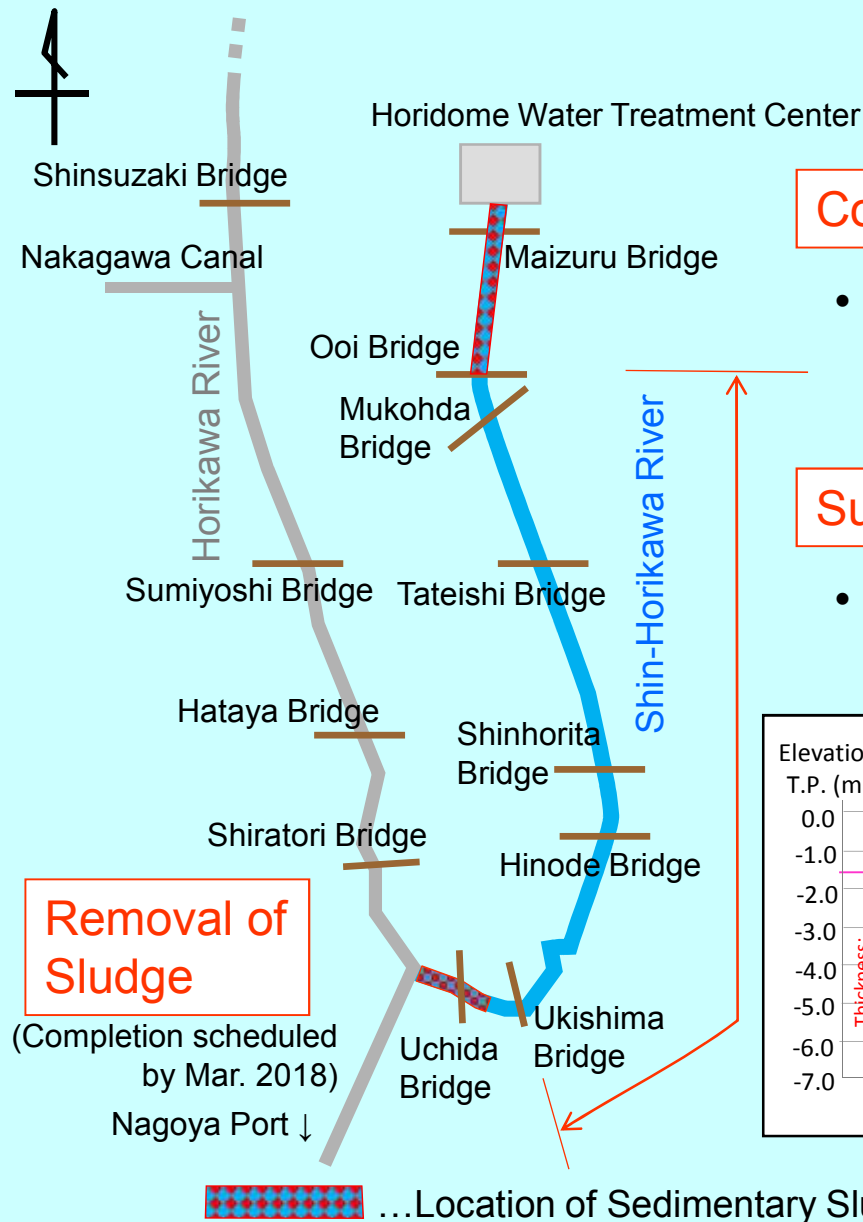 Horidome Water Treatment Center
Shinsuzaki Bridge
Nakagawa Canal
Maizuru Bridge
Ooi Bridge
Mukohda
Bridge
Horikawa River
Shin-Horikawa River
Sumiyoshi Bridge
Tateishi Bridge
Hataya Bridge
Shinhorita
Bridge
Shiratori Bridge
Hinode Bridge
Removal of
Sludge
(Completion scheduled
by Mar. 2018)
Nagoya Port ↓
Uchida
Bridge
Ukishima
Bridge
...Location of Sedimentary
T.P.
0.0
-1.0
-2.0
-3.0
-4.0
-5.0
-6.0
-7.0
Thickness: